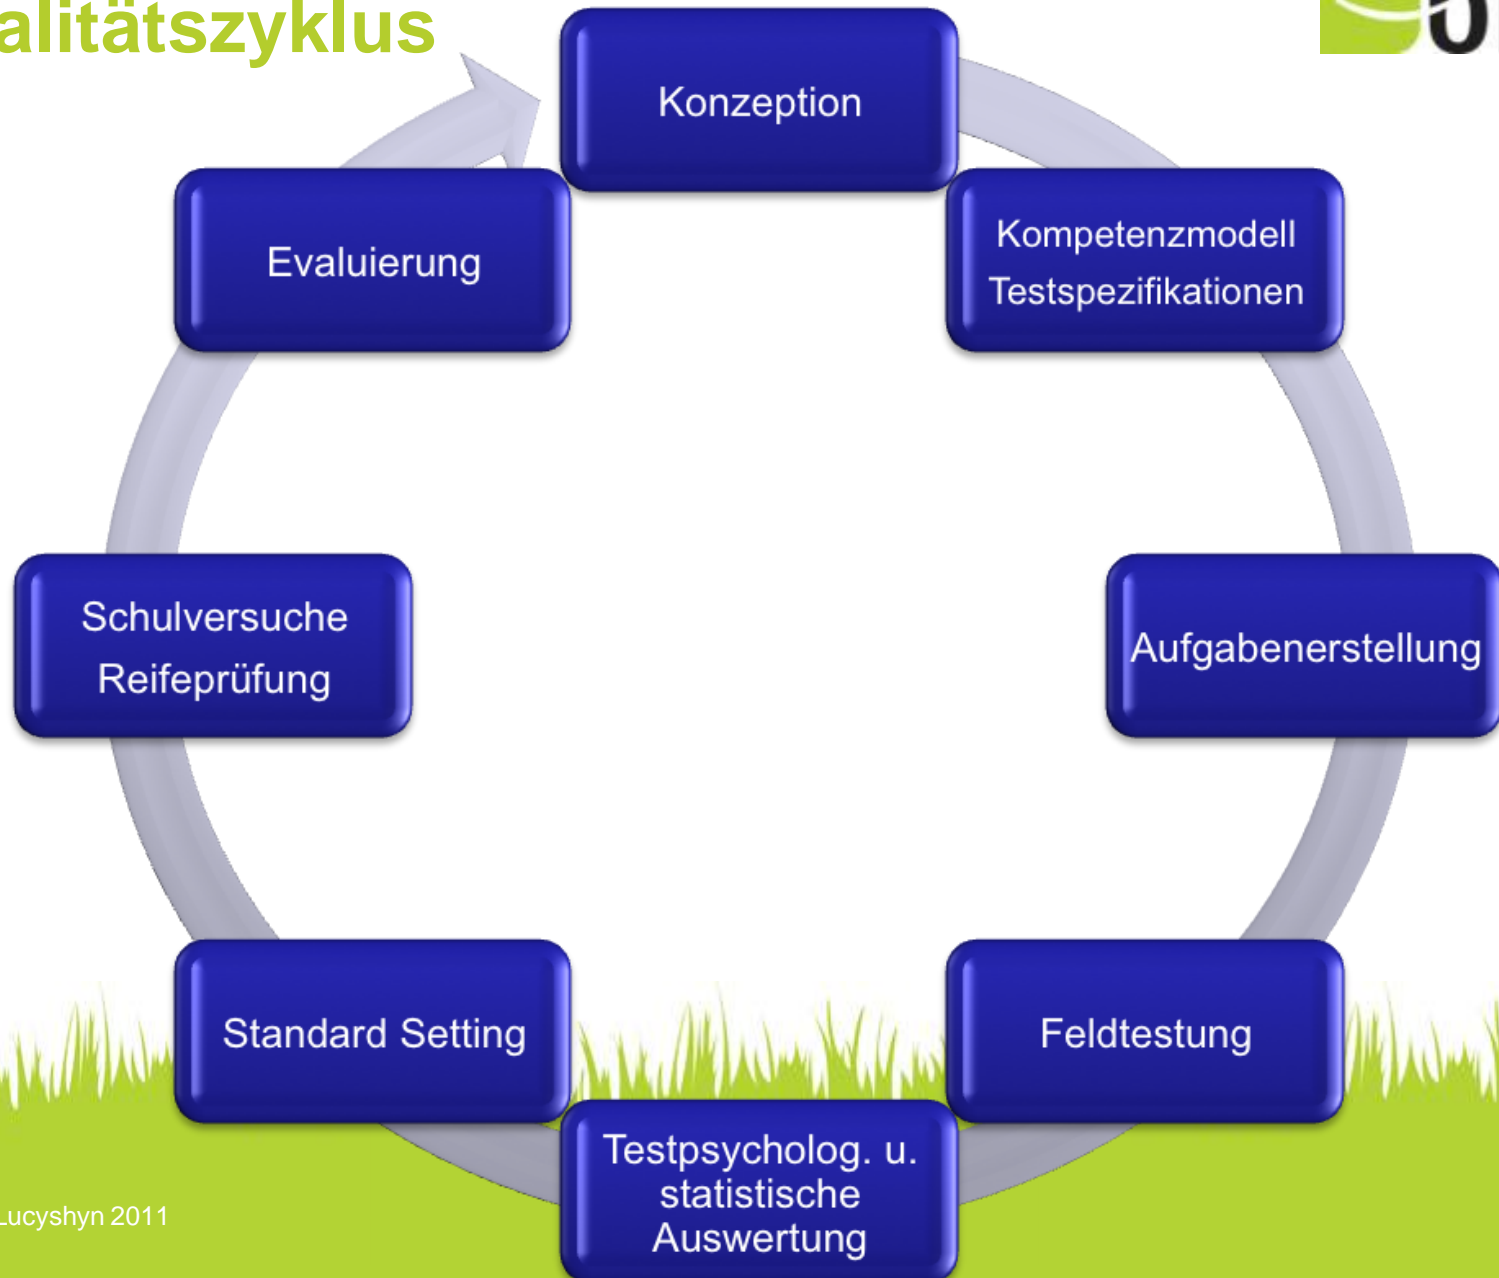 alitätszyklus
Konzeption
Kompetenzmodell
Testspezifikationen
Aufgabenerstellung
Feldtestung
Testpsycholog. u.
statistische
Auswertung
Standard Setting
Schulversuche
Reifeprüfung
Evaluierung
Lucyshyn 2011